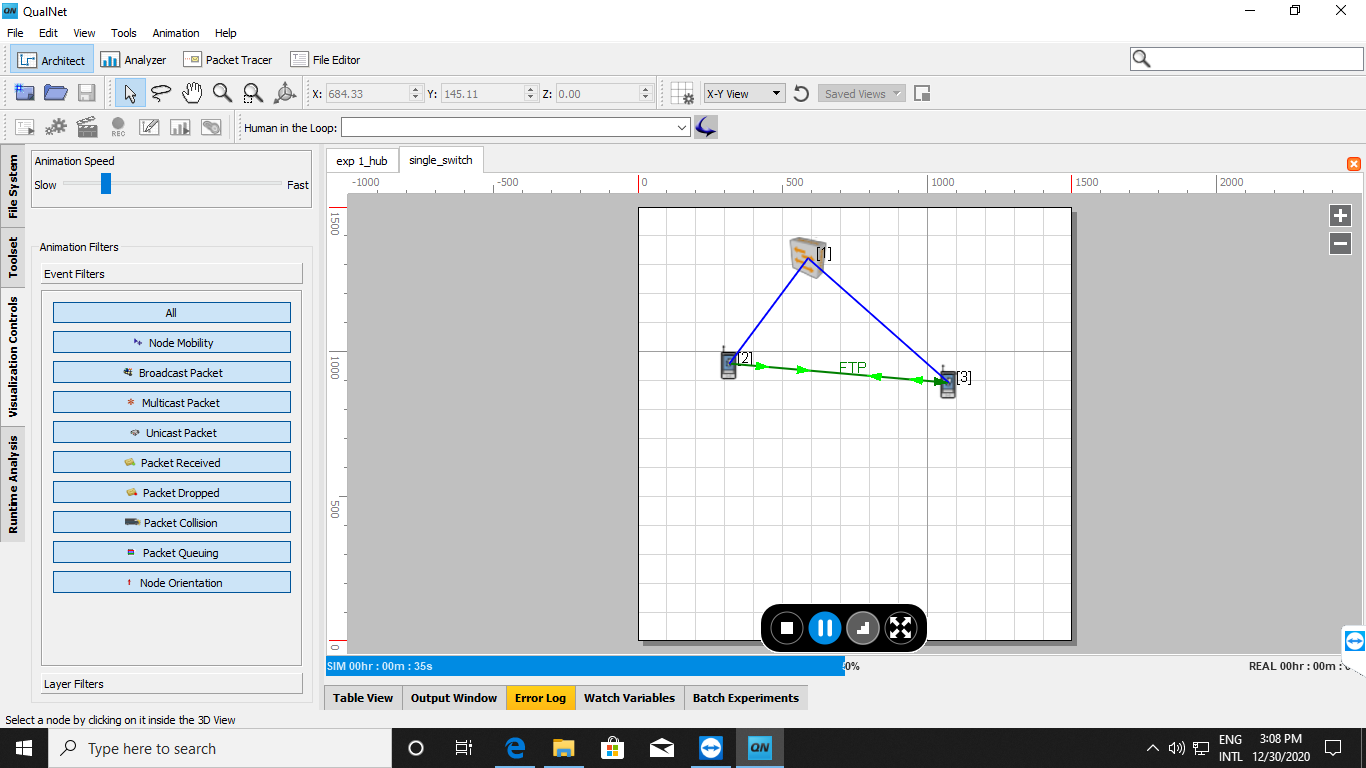 QN QualNet
File Edit View Tools Animation Help
Architect Analyzer Packet Tracer File Editor
X: 684.33 Y: 145.11 Z: 0.00 X-Y View Saved Views
REC Human in the Loop:
File System
Toolset
Visualization Controls
Runtime Analysis
Animation Speed
Slow Fast
Animation Filters
Event Filters
All
Node Mobility
Broadcast Packet
Multicast Packet
Unicast Packet
Packet Received
Packet Dropped
Packet Collision
Packet Queuing
Node Orientation
Layer Filters
exp 1_hub single_switch
-1000 -500 0 500 1000 1500 2000
1500
1000
500
0
[1]
[2]
FTP
[3]
SIM 00hr : 00m : 35s 0% REAL 00hr : 00m :
Table View Output Window Error Log Watch Variables Batch Experiments
Select a node by clicking on it inside the 3D View
Type here to search
QN
ENG
INTL
3:08 PM
12/30/2020